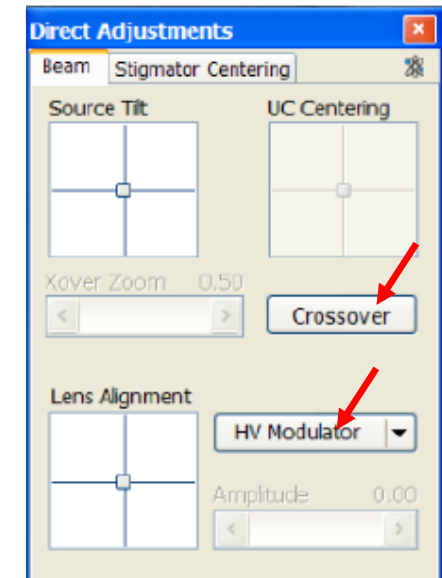 Direct Adjustments
Beam Stigmator Centering
Source Tilt UC Centering
Xover Zoom 0.50
Crossover
Lens Alignment
HV Modulator
Amplitude 0.00